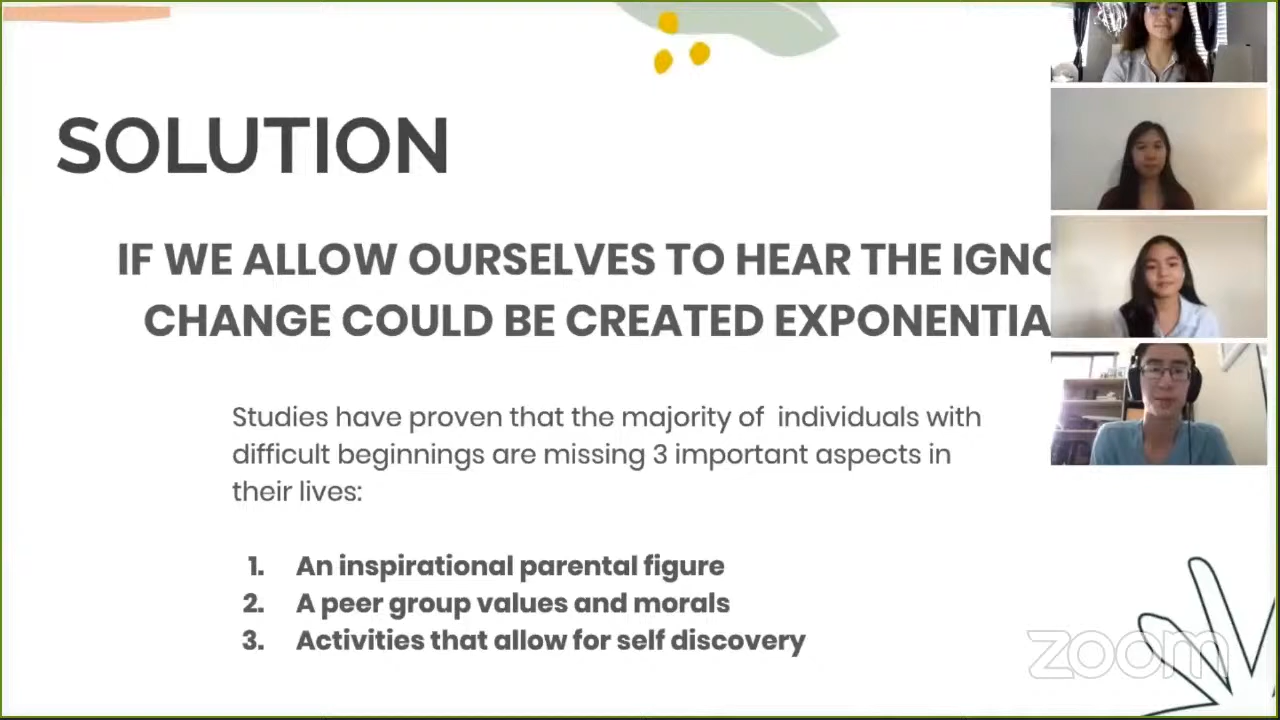 SOLUTION
IF WE ALLOW OURSELVES TO HEAR THE IGNO
CHANGE COULD BE CREATED EXPONENTIA
Studies have proven that the majority of individuals with
difficult beginnings are missing 3 important aspects in
their lives:
1. An inspirational parental figure
2. A peer group values and morals
3. Activities that allow for self discovery
zoom